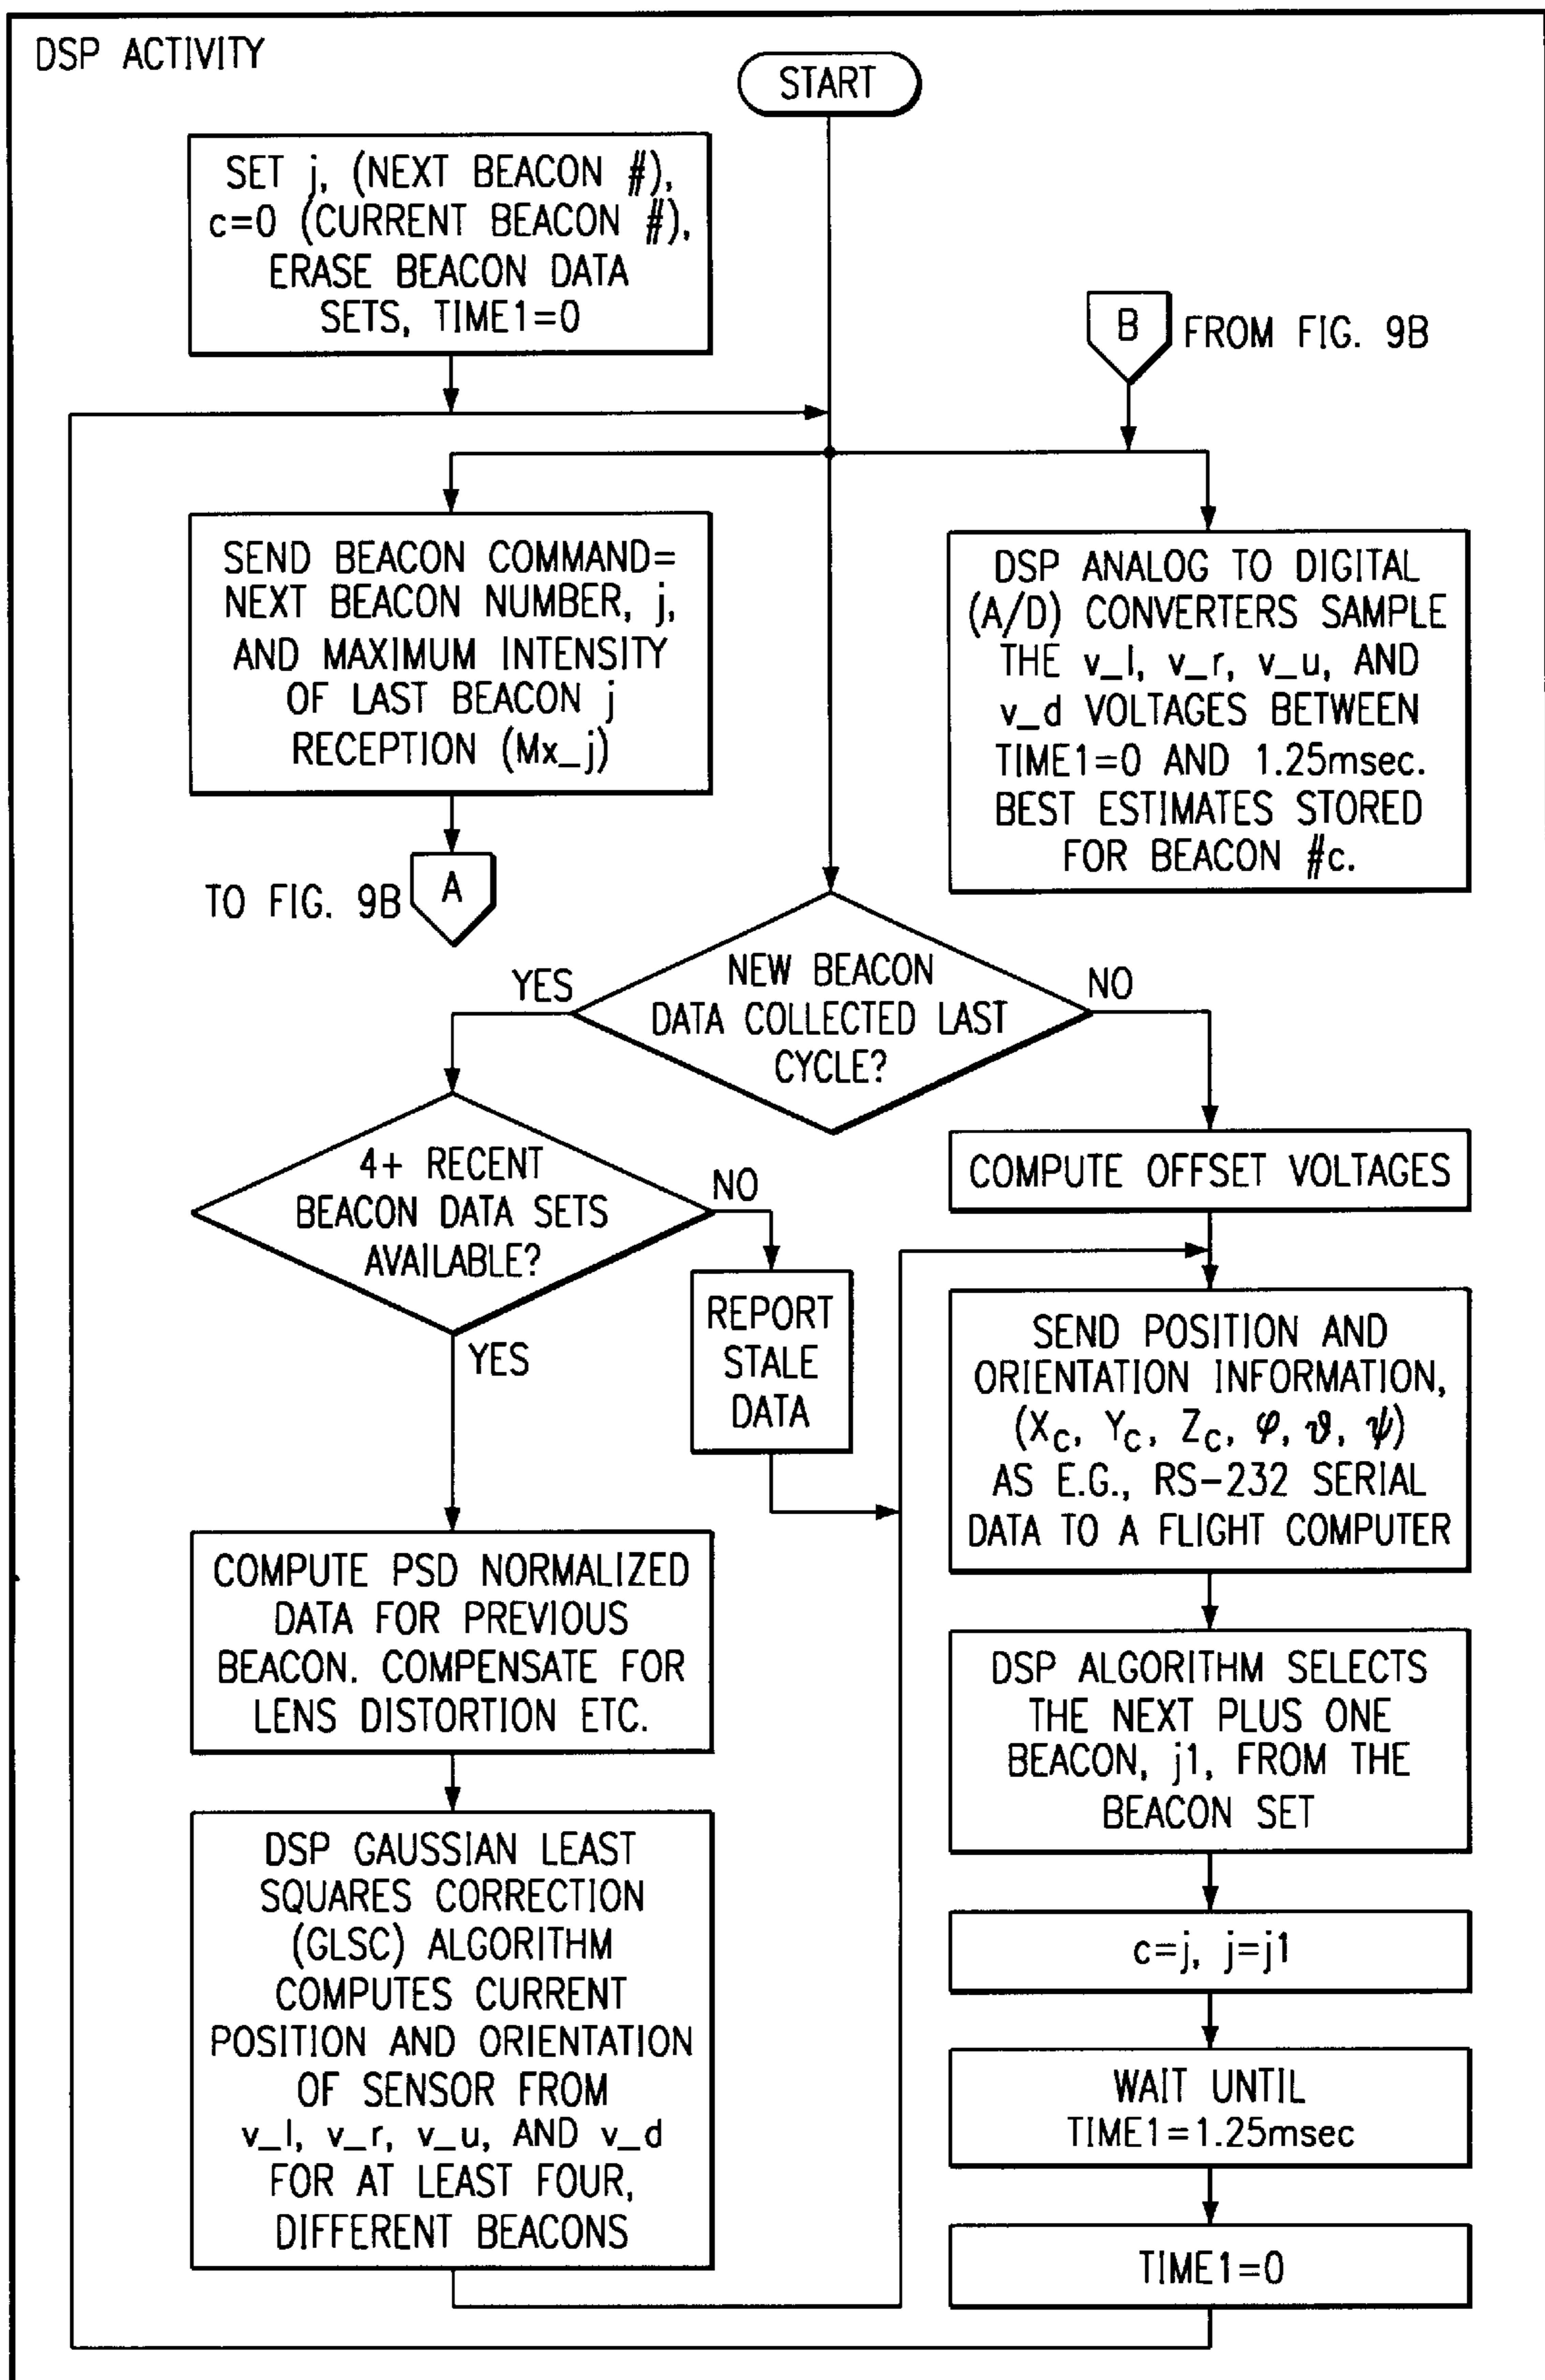 DSP ACTIVITY
START
SET j, (NEXT BEACON #),
c=0 (CURRENT BEACON #),
ERASE BEACON DATA
SETS, TIME1=0
B
FROM FIG. 9B
SEND BEACON COMMAND=
NEXT BEACON NUMBER, j,
AND MAXIMUM INTENSITY
OF LAST BEACON j
RECEPTION (Mx_j)
DSP ANALOG TO DIGITAL
(A/D) CONVERTERS SAMPLE
THE v_l, v_r, v_u, AND
v_d VOLTAGES BETWEEN
TIME1=0 AND 1.25msec.
BEST ESTIMATES STORED
FOR BEACON #c.
TO FIG. 9B
A
NEW BEACON
DATA COLLECTED LAST
CYCLE?
YES
NO
4+ RECENT
BEACON DATA SETS
AVAILABLE?
NO
YES
REPORT
STALE
DATA
COMPUTE OFFSET VOLTAGES
SEND POSITION AND
ORIENTATION INFORMATION,
(Xc, Yc, Zc, φ, ϑ, ψ)
AS E.G., RS-232 SERIAL
DATA TO A FLIGHT COMPUTER
COMPUTE PSD NORMALIZED
DATA FOR PREVIOUS
BEACON. COMPENSATE FOR
LENS DISTORTION ETC.
DSP ALGORITHM SELECTS
THE NEXT PLUS ONE
BEACON, j1, FROM THE
BEACON SET
DSP GAUSSIAN LEAST
SQUARES CORRECTION
(GLSC) ALGORITHM
COMPUTES CURRENT
POSITION AND ORIENTATION
OF SENSOR FROM
v_l, v_r, v_u, AND v_d
FOR AT LEAST FOUR,
DIFFERENT BEACONS
c=j, j=j1
WAIT UNTIL
TIME1=1.25msec
TIME1=0